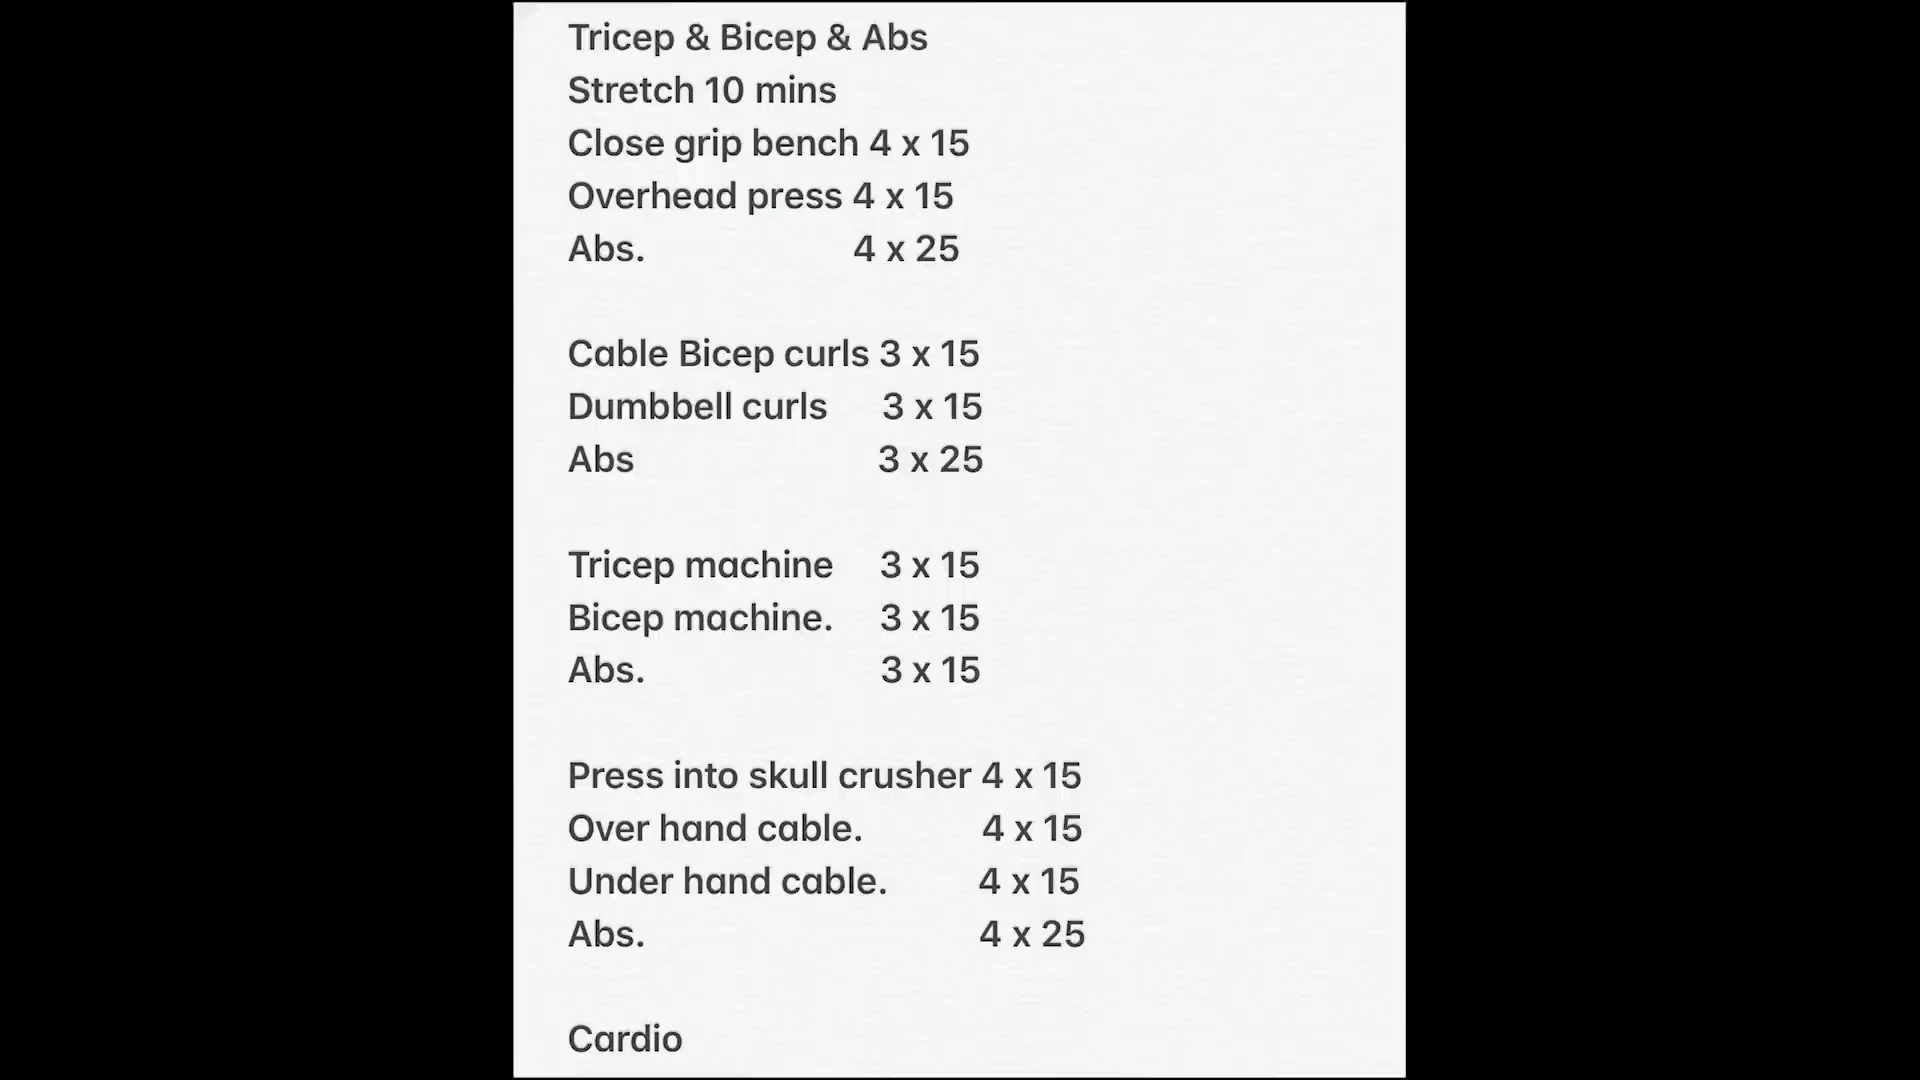 Tricep & Bicep & Abs
Stretch 10 mins
Close grip bench 4 x 15
Overhead press 4 x 15
Abs. 4 x 25
Cable Bicep curls 3 x 15
Dumbbell curls 3 x 15
Abs 3 x 25
Tricep machine 3 x 15
Bicep machine. 3 x 15
Abs. 3 x 15
Press into skull crusher 4 x 15
Over hand cable. 4 x 15
Under hand cable. 4 x 15
Abs. 4 x 25
Cardio